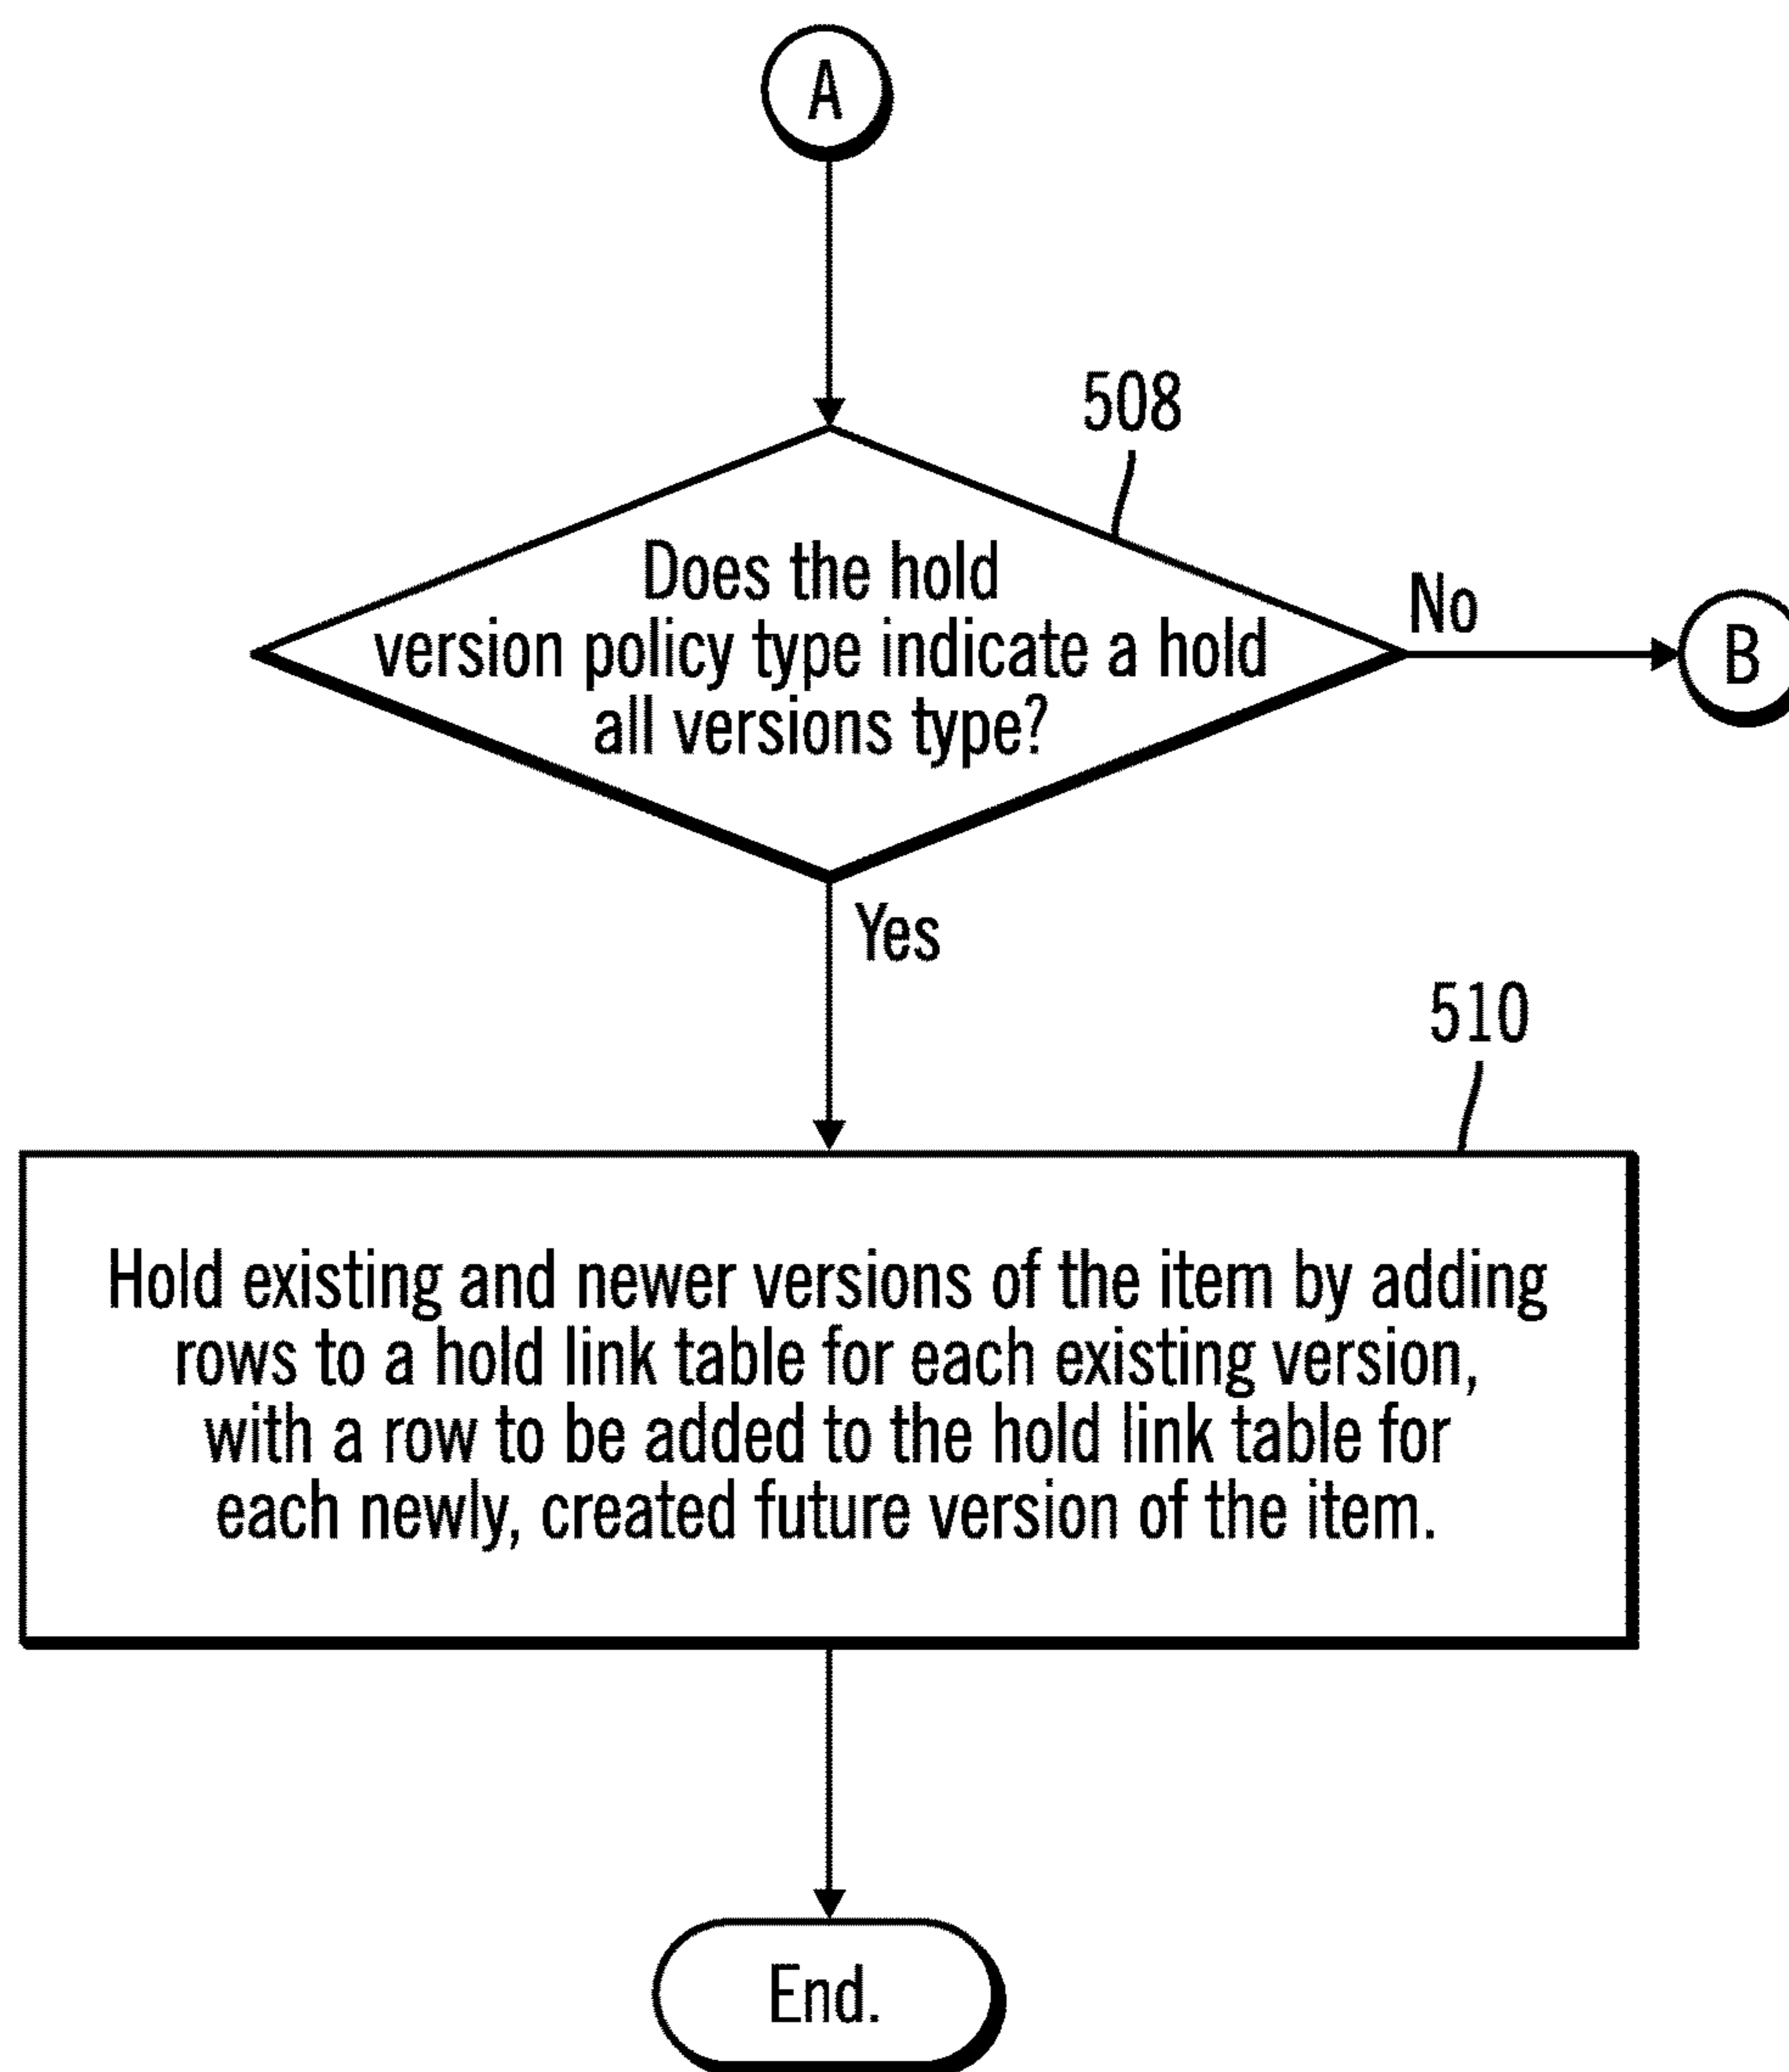 A
508
Does the hold
version policy type indicate a hold
all versions type?
No
B
Yes
510
Hold existing and newer versions of the item by adding
rows to a hold link table for each existing version,
with a row to be added to the hold link table for
each newly, created future version of the item.
End.